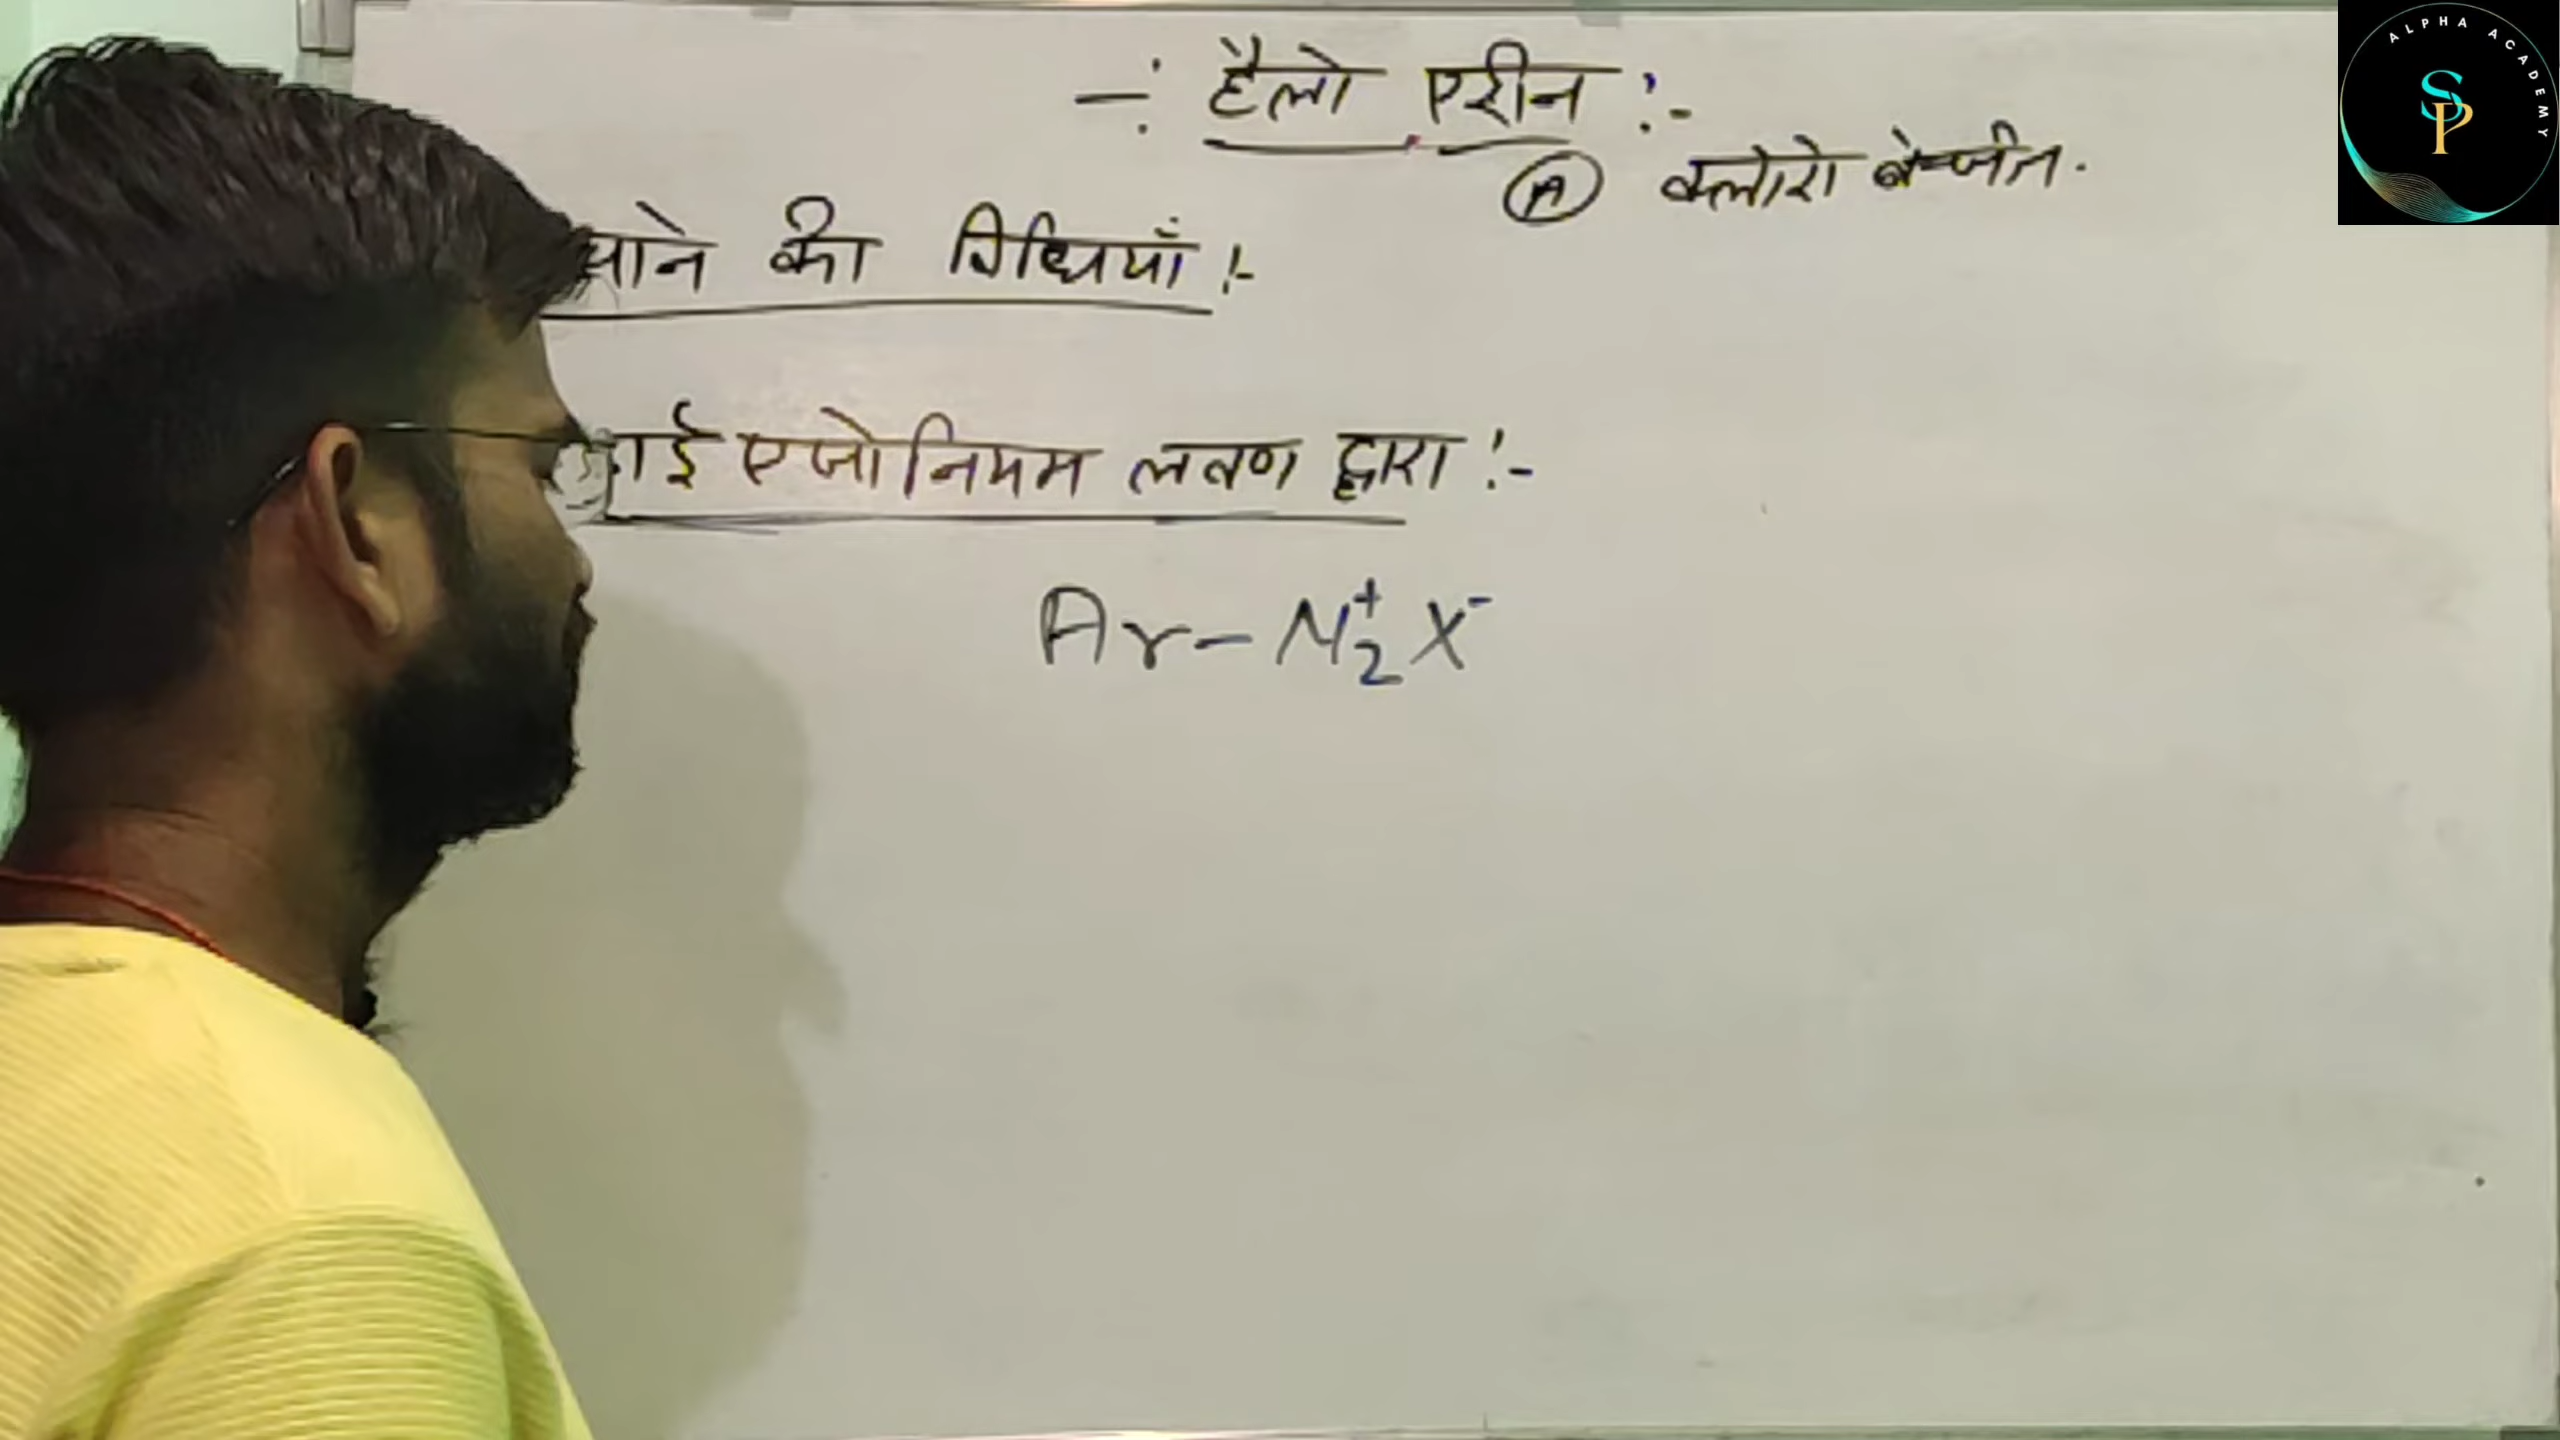 -: हैलो एरीन :-
(A) क्लोरो बेन्जीन.
की विधियाँ :-
डाई एजोनियम लवण द्वारा :-
Ar-N₂⁺X⁻
ALPHA ACADEMY
SP